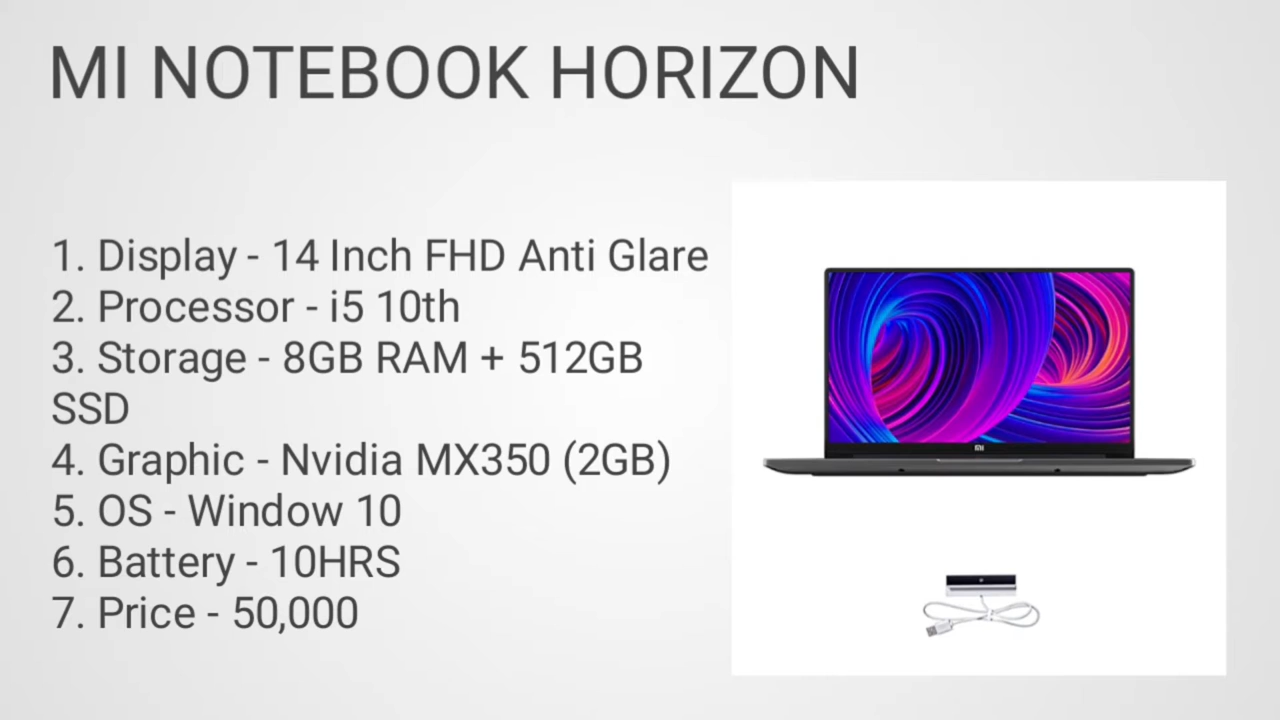 MI NOTEBOOK HORIZON
1. Display - 14 Inch FHD Anti Glare
2. Processor - i5 10th
3. Storage - 8GB RAM + 512GB
SSD
4. Graphic - Nvidia MX350 (2GB)
5. OS - Window 10
6. Battery - 10HRS
7. Price - 50,000
MI